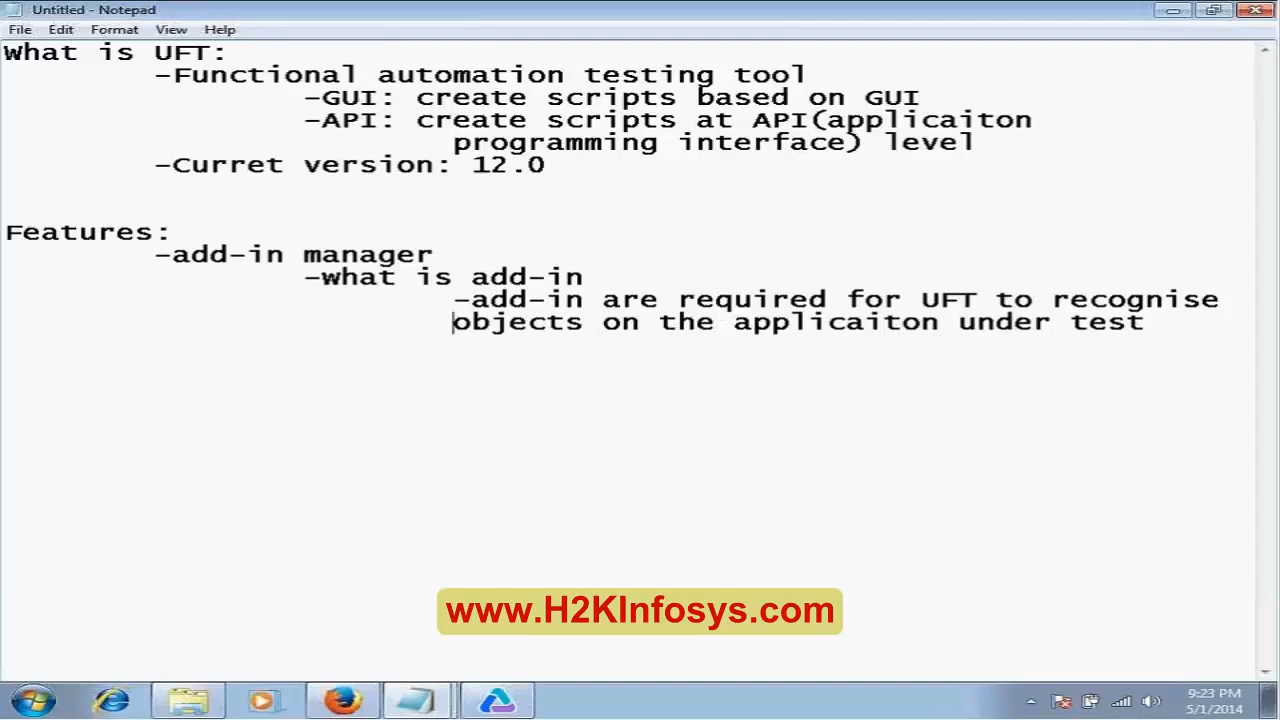 Untitled - Notepad
File Edit Format View Help
What is UFT:
-Functional automation testing tool
-GUI: create scripts based on GUI
-API: create scripts at API(applicaiton
programming interface) level
-Curret version: 12.0
Features:
-add-in manager
-what is add-in
-add-in are required for UFT to recognise
objects on the applicaiton under test
www.H2KInfosys.com
9:23 PM
5/1/2014